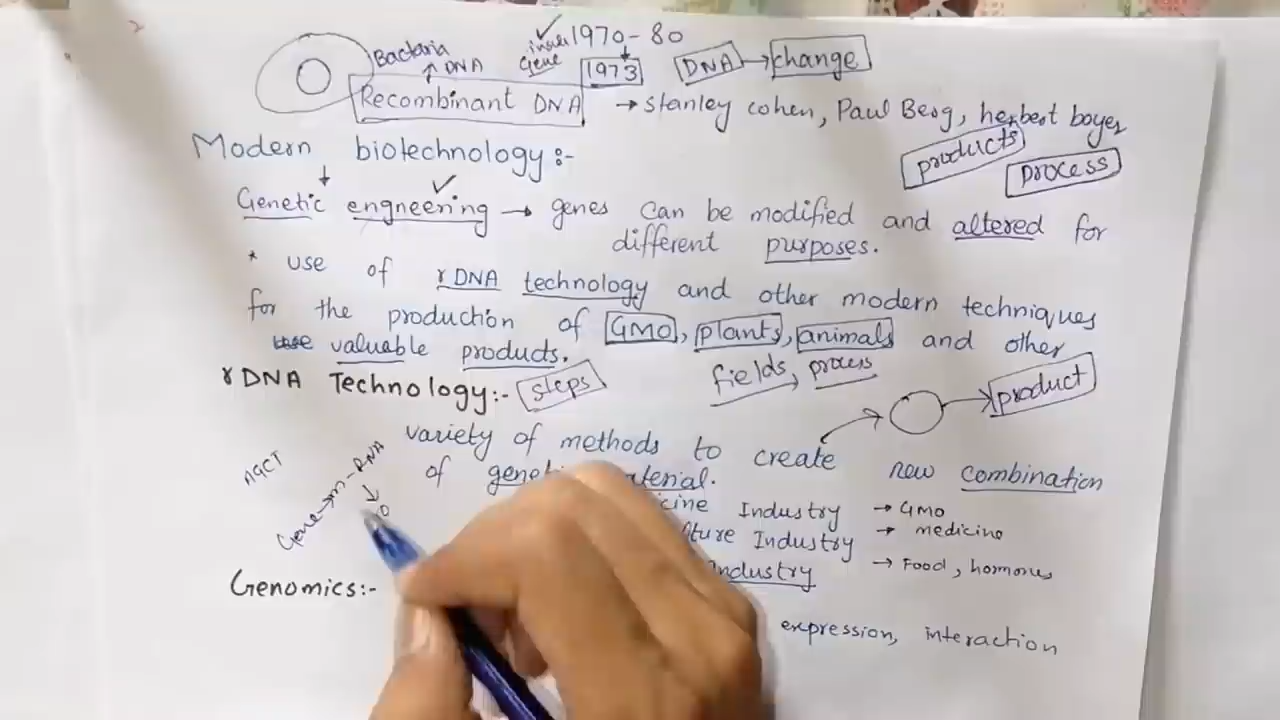 Bacteria
DNA
insul
Gene
1970-80
1973
DNA → change
Recombinant DNA → Stanley cohen, Paul Berg, herbert boyer
Modern biotechnology:-
products
process
Genetic engneering → genes can be modified and altered for
different purposes.
* use of rDNA technology and other modern techniques
for the production of GMO, plants, animals and other
valuable products.
fields, process
rDNA Technology:- steps
product
variety of methods to create new combination
of
AGCT
Gene → m-RNA
Industry → GMO
Industry → medicine
Industry → Food, hormones
Genomics:-
expression, interaction